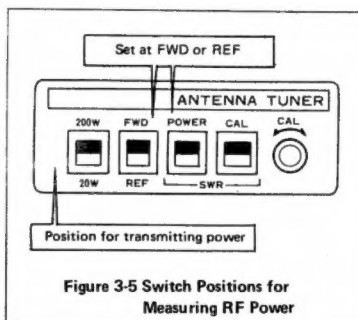 Set at FWD or REF
ANTENNA TUNER
200W FWD POWER CAL CAL
20W REF SWR
Position for transmitting power
Figure 3-5 Switch Positions for
Measuring RF Power